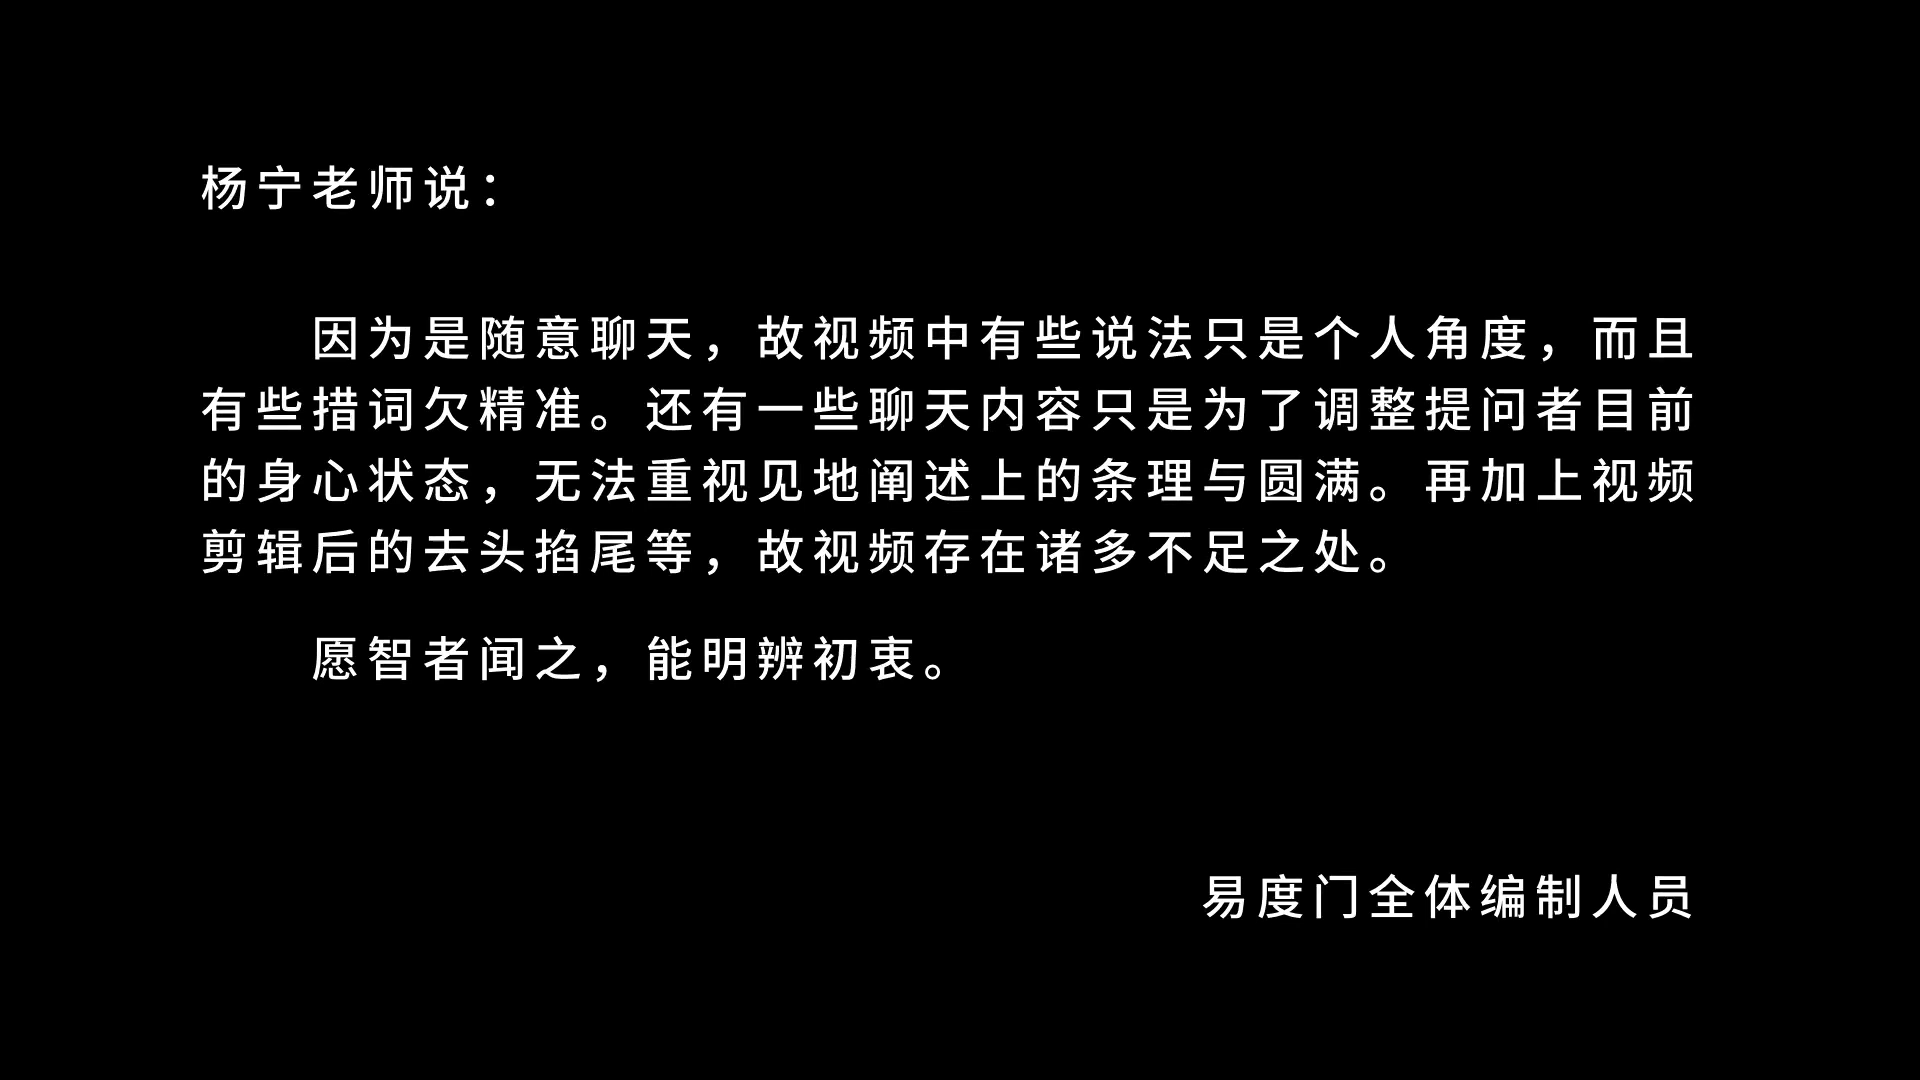 杨宁老师说：
因为是随意聊天，故视频中有些说法只是个人角度，而且
有些措词欠精准。还有一些聊天内容只是为了调整提问者目前
的身心状态，无法重视见地阐述上的条理与圆满。再加上视频
剪辑后的去头掐尾等，故视频存在诸多不足之处。
愿智者闻之，能明辨初衷。
易度门全体编制人员